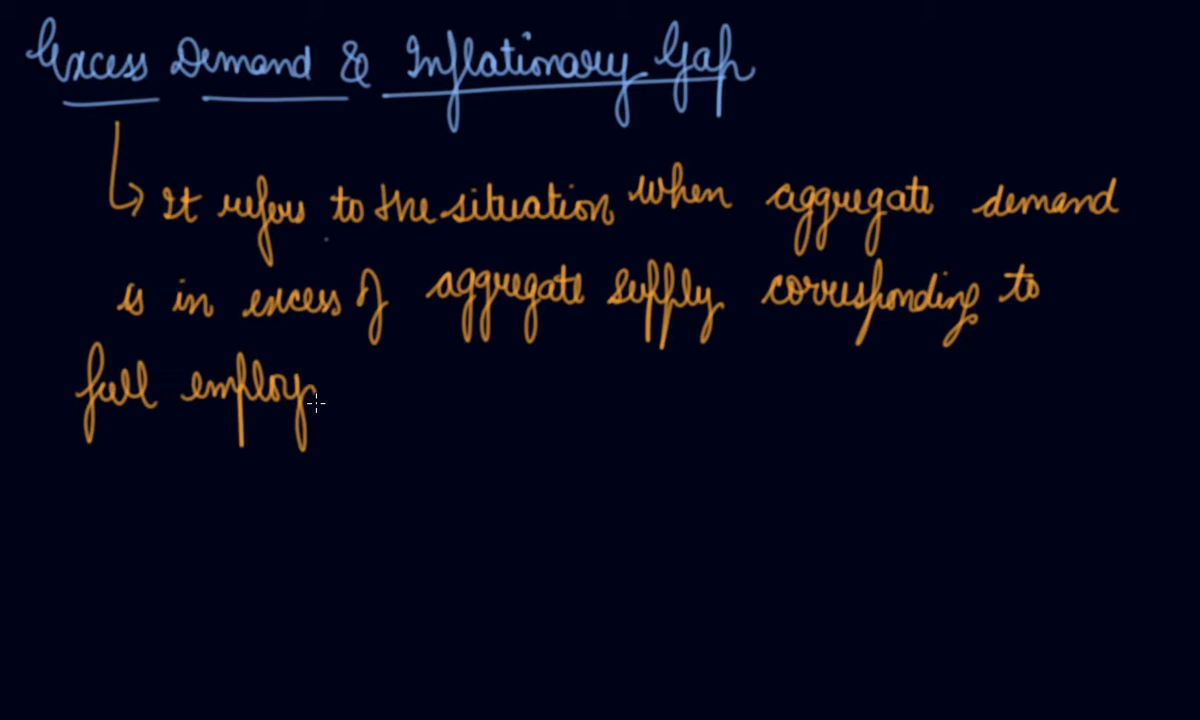 Excess Demand & Inflationary Gap
It refers to the situation when aggregate demand
is in excess of aggregate supply corresponding to
full employ